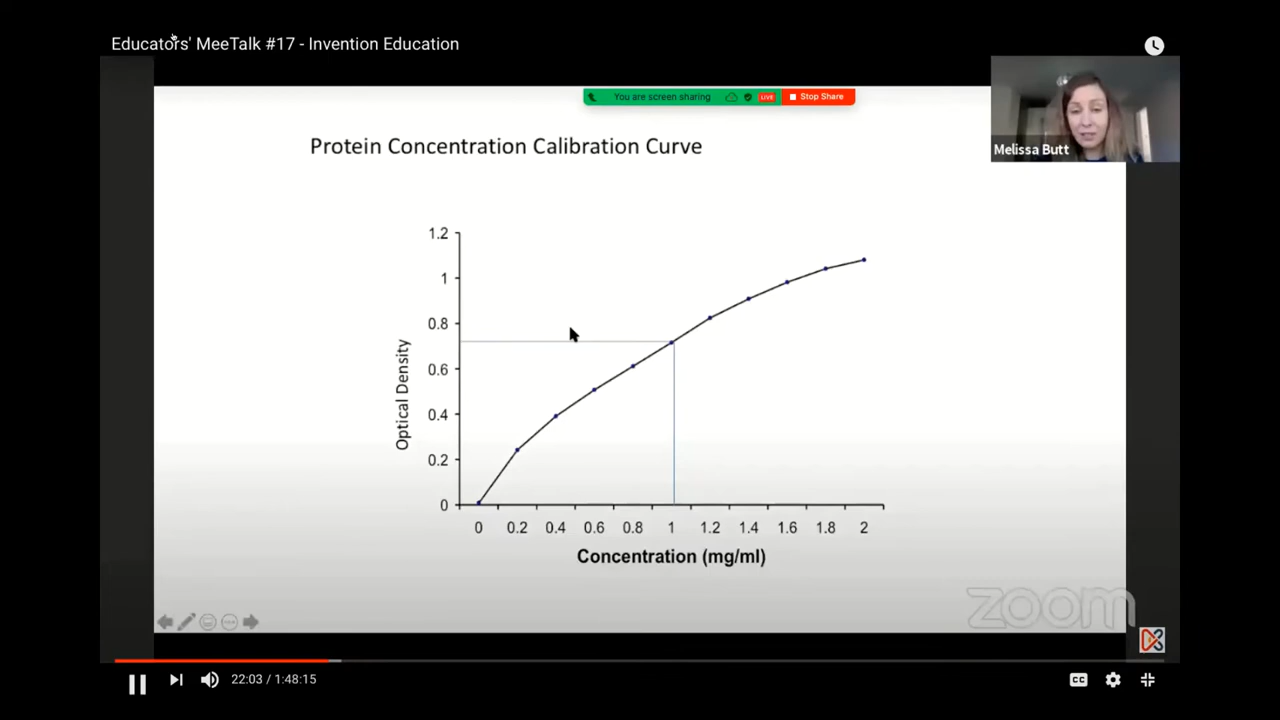 Educators' MeeTalk #17 - Invention Education
You are screen sharing
LIVE
Stop Share
Melissa Butt
Protein Concentration Calibration Curve
1.2
1
0.8
0.6
0.4
0.2
0
Optical Density
0 0.2 0.4 0.6 0.8 1 1.2 1.4 1.6 1.8 2
Concentration (mg/ml)
zoom
22:03 / 1:48:15
CC